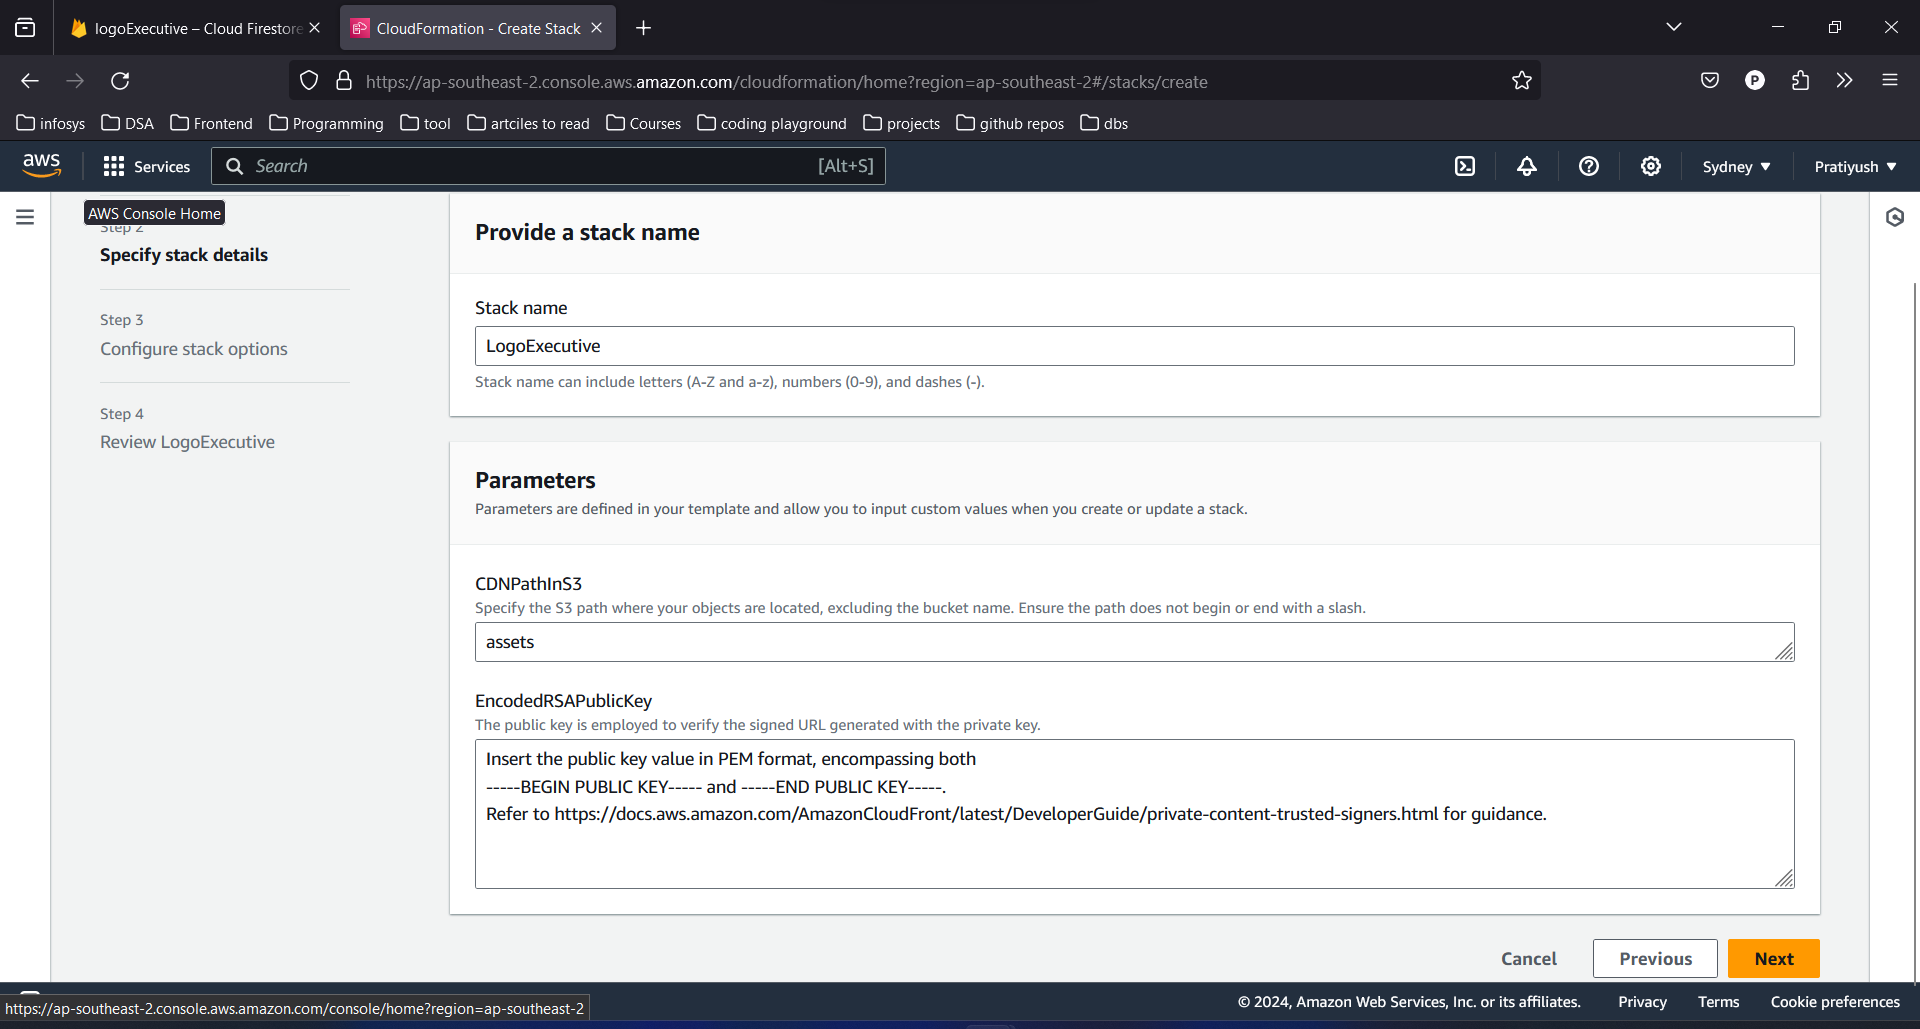 logoExecutive – Cloud Firestore
CloudFormation - Create Stack
https://ap-southeast-2.console.aws.amazon.com/cloudformation/home?region=ap-southeast-2#/stacks/create
P
infosys
DSA
Frontend
Programming
tool
artciles to read
Courses
coding playground
projects
github repos
dbs
aws
Services
Search
[Alt+S]
Sydney
Pratiyush
AWS Console Home
Step 2
Specify stack details
Step 3
Configure stack options
Step 4
Review LogoExecutive
Provide a stack name
Stack name
LogoExecutive
Stack name can include letters (A-Z and a-z), numbers (0-9), and dashes (-).
Parameters
Parameters are defined in your template and allow you to input custom values when you create or update a stack.
CDNPathInS3
Specify the S3 path where your objects are located, excluding the bucket name. Ensure the path does not begin or end with a slash.
assets
EncodedRSAPublicKey
The public key is employed to verify the signed URL generated with the private key.
Insert the public key value in PEM format, encompassing both
-----BEGIN PUBLIC KEY----- and -----END PUBLIC KEY-----.
Refer to https://docs.aws.amazon.com/AmazonCloudFront/latest/DeveloperGuide/private-content-trusted-signers.html for guidance.
Cancel
Previous
Next
https://ap-southeast-2.console.aws.amazon.com/console/home?region=ap-southeast-2
© 2024, Amazon Web Services, Inc. or its affiliates.
Privacy
Terms
Cookie preferences